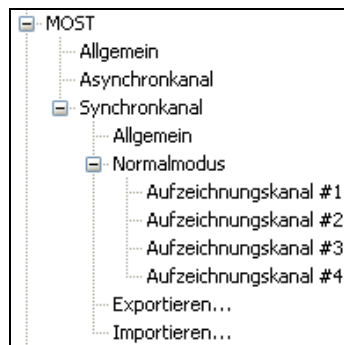 MOST
Allgemein
Asynchronkanal
Synchronkanal
Allgemein
Normalmodus
Aufzeichnungskanal #1
Aufzeichnungskanal #2
Aufzeichnungskanal #3
Aufzeichnungskanal #4
Exportieren...
Importieren...